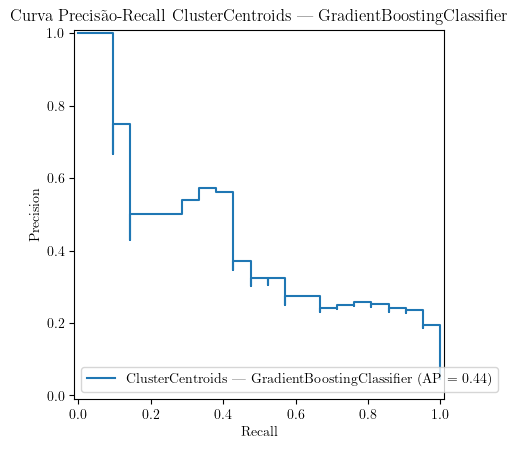 Curva Precisão-Recall ClusterCentroids — GradientBoostingClassifier
1.0
0.8
0.6
0.4
0.2
0.0
Precision
ClusterCentroids — GradientBoostingClassifier (AP = 0.44)
0.0 0.2 0.4 0.6 0.8 1.0
Recall